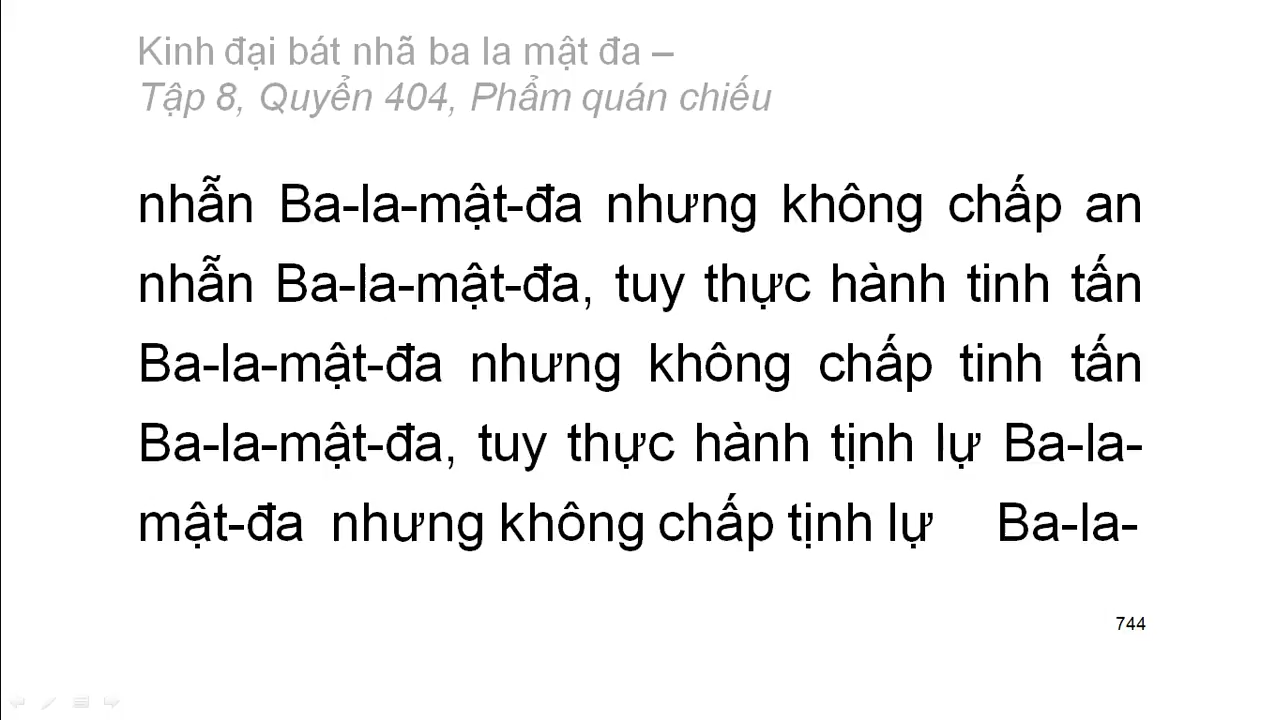 Kinh đại bát nhã ba la mật đa –
Tập 8, Quyển 404, Phẩm quán chiếu
nhẫn Ba-la-mật-đa nhưng không chấp an
nhẫn Ba-la-mật-đa, tuy thực hành tinh tấn
Ba-la-mật-đa nhưng không chấp tinh tấn
Ba-la-mật-đa, tuy thực hành tịnh lự Ba-la-
mật-đa nhưng không chấp tịnh lự Ba-la-
744